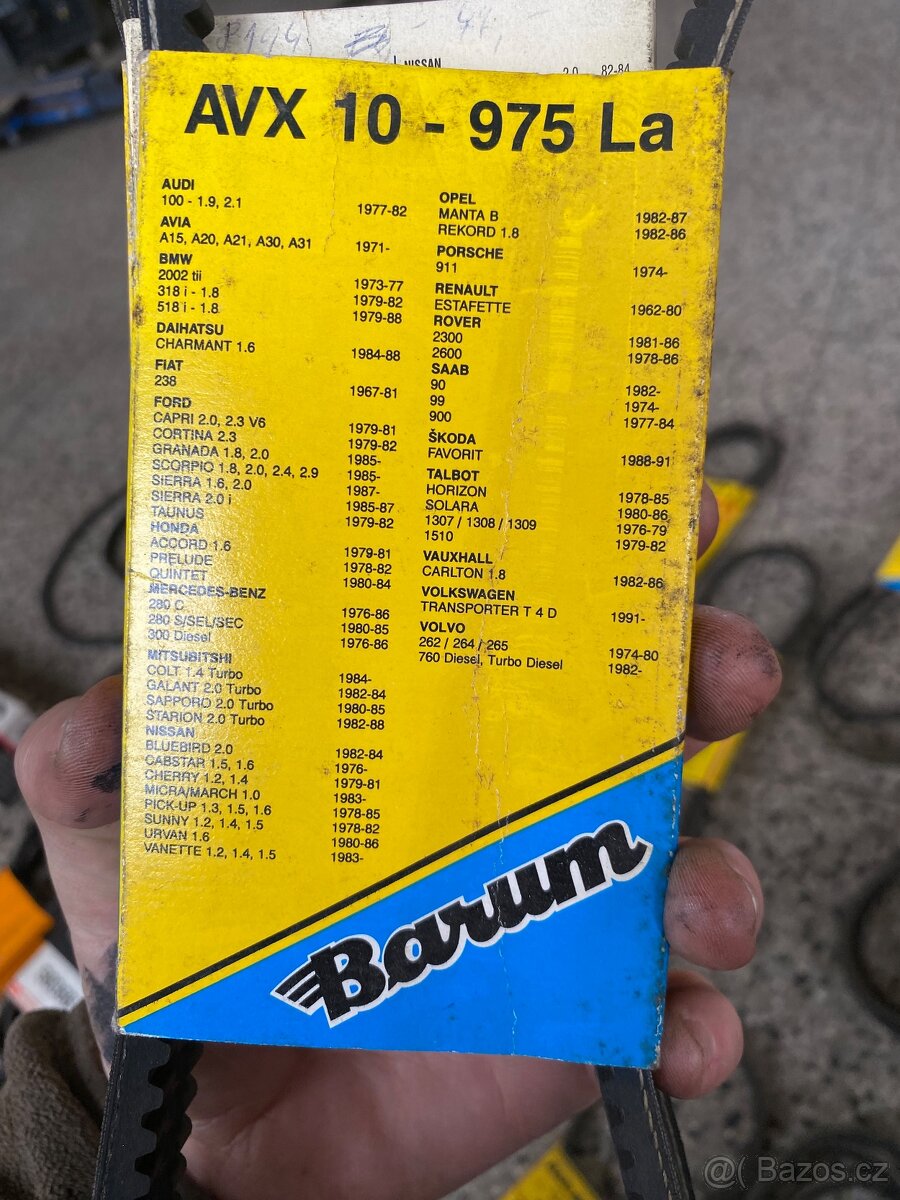 NISSAN
2.0 82-84
AVX 10 - 975 La
AUDI
100 - 1.9, 2.1 1977-82
AVIA
A15, A20, A21, A30, A31 1971-
BMW
2002 tii 1973-77
318 i - 1.8 1979-82
518 i - 1.8 1979-88
DAIHATSU
CHARMANT 1.6 1984-88
FIAT
238 1967-81
FORD
CAPRI 2.0, 2.3 V6 1979-81
CORTINA 2.3 1979-82
GRANADA 1.8, 2.0 1985-
SCORPIO 1.8, 2.0, 2.4, 2.9 1985-
SIERRA 1.6, 2.0 1987-
SIERRA 2.0 i 1985-87
TAUNUS 1979-82
HONDA
ACCORD 1.6 1979-81
PRELUDE 1978-82
QUINTET 1980-84
MERCEDES-BENZ
280 C 1976-86
280 S/SEL/SEC 1980-85
300 Diesel 1976-86
MITSUBITSHI
COLT 1.4 Turbo 1984-
GALANT 2.0 Turbo 1982-84
SAPPORO 2.0 Turbo 1980-85
STARION 2.0 Turbo 1982-88
NISSAN
BLUEBIRD 2.0 1982-84
CABSTAR 1.5, 1.6 1976-
CHERRY 1.2, 1.4 1979-81
MICRA/MARCH 1.0 1983-
PICK-UP 1.3, 1.5, 1.6 1978-85
SUNNY 1.2, 1.4, 1.5 1978-82
URVAN 1.6 1980-86
VANETTE 1.2, 1.4, 1.5 1983-
OPEL
MANTA B 1982-87
REKORD 1.8 1982-86
PORSCHE
911 1974-
RENAULT
ESTAFETTE 1962-80
ROVER
2300 1981-86
2600 1978-86
SAAB
90 1982-
99 1974-
900 1977-84
ŠKODA
FAVORIT 1988-91
TALBOT
HORIZON 1978-85
SOLARA 1980-86
1307 / 1308 / 1309 1976-79
1510 1979-82
VAUXHALL
CARLTON 1.8 1982-86
VOLKSWAGEN
TRANSPORTER T 4 D 1991-
VOLVO
262 / 264 / 265 1974-80
760 Diesel, Turbo Diesel 1982-
Barum
@( Bazos.cz